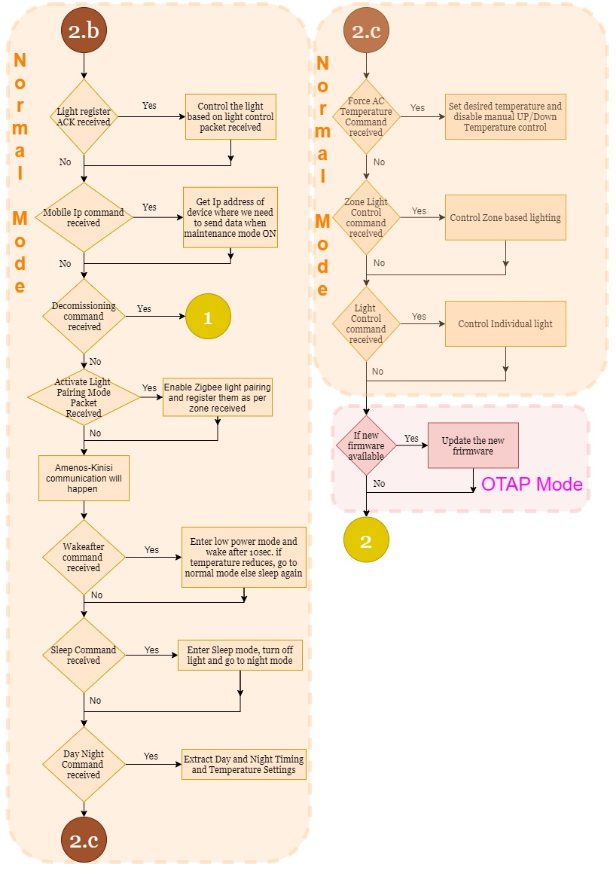 2.b
Normal Mode
Light register
ACK received
Yes
Control the light
based on light control
packet received
No
Mobile Ip command
received
Yes
Get Ip address of
device where we need
to send data when
maintenance mode ON
No
Decomissioning
command
received
Yes
1
No
Activate Light
Pairing Mode
Packet
Received
Yes
Enable Zigbee light pairing
and register them as per
zone received
No
Amenos-Kinisi
communication will
happen
Wakeafter
command
received
Yes
Enter low power mode and
wake after 10sec. if
temperature reduces, go to
normal mode else sleep again
No
Sleep Command
received
Yes
Enter Sleep mode, turn off
light and go to night mode
No
Day Night
Command
received
Yes
Extract Day and Night Timing
and Temperature Settings
2.c
2.c
Normal Mode
Force AC
Temperature
Command
received
Yes
Set desired temperature and
disable manual UP/Down
Temperature control
No
Zone Light
Control
command
received
Yes
Control Zone based lighting
No
Light
Control
command
received
Yes
Control Individual light
No
If new
firmware
available
Yes
Update the new
frirmware
No
OTAP Mode
2